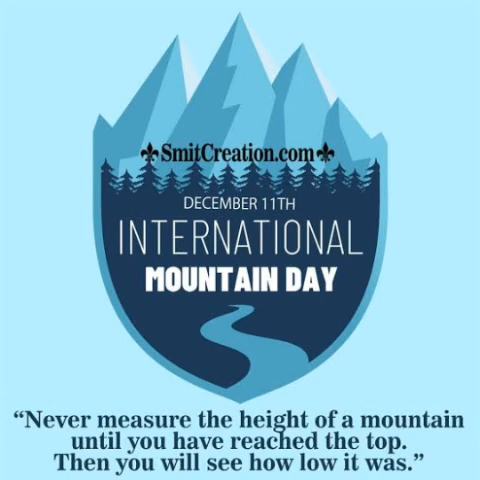 SmitCreation.com
DECEMBER 11TH
INTERNATIONAL
MOUNTAIN DAY
“Never measure the height of a mountain
until you have reached the top.
Then you will see how low it was.”